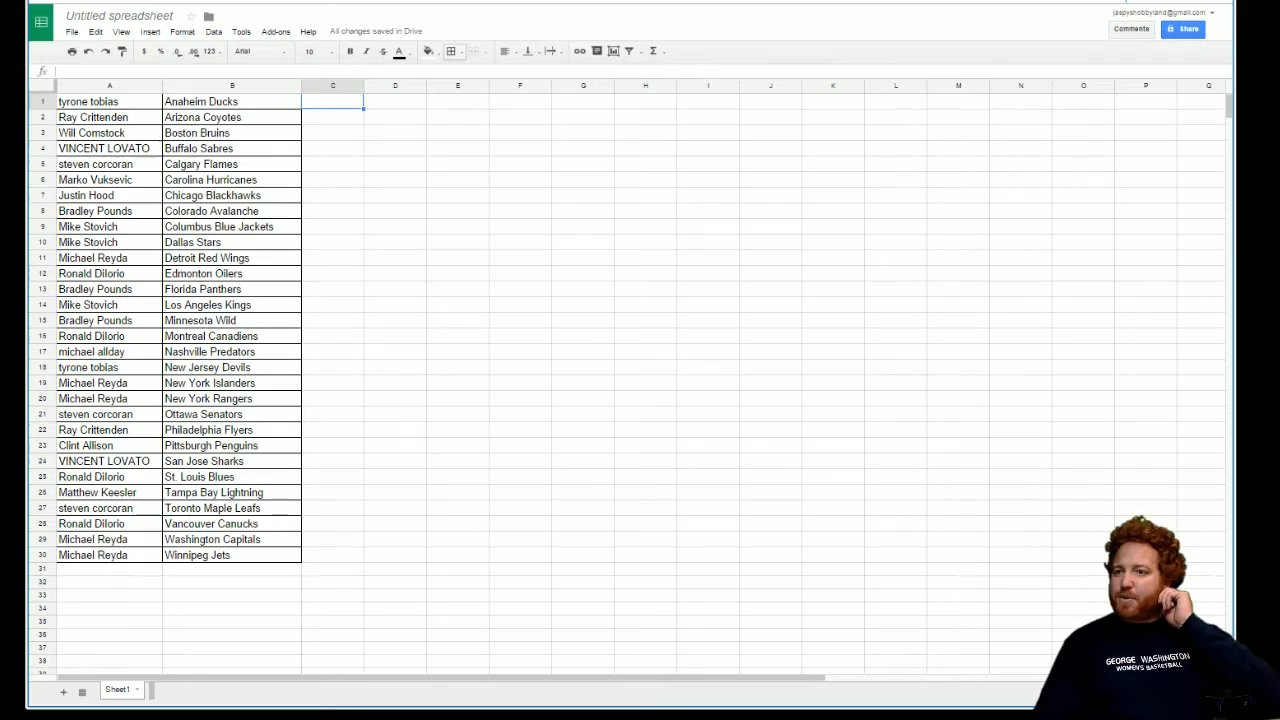 Untitled spreadsheet
jaspyshobbyland@gmail.com
File Edit View Insert Format Data Tools Add-ons Help All changes saved in Drive
Comments Share
$ % .0 .00 123 Arial 10 B I S A Σ
fx
A B C D E F G H I J K L M N O P Q
1 tyrone tobias Anaheim Ducks
2 Ray Crittenden Arizona Coyotes
3 Will Comstock Boston Bruins
4 VINCENT LOVATO Buffalo Sabres
5 steven corcoran Calgary Flames
6 Marko Vuksevic Carolina Hurricanes
7 Justin Hood Chicago Blackhawks
8 Bradley Pounds Colorado Avalanche
9 Mike Stovich Columbus Blue Jackets
10 Mike Stovich Dallas Stars
11 Michael Reyda Detroit Red Wings
12 Ronald DiIorio Edmonton Oilers
13 Bradley Pounds Florida Panthers
14 Mike Stovich Los Angeles Kings
15 Bradley Pounds Minnesota Wild
16 Ronald DiIorio Montreal Canadiens
17 michael allday Nashville Predators
18 tyrone tobias New Jersey Devils
19 Michael Reyda New York Islanders
20 Michael Reyda New York Rangers
21 steven corcoran Ottawa Senators
22 Ray Crittenden Philadelphia Flyers
23 Clint Allison Pittsburgh Penguins
24 VINCENT LOVATO San Jose Sharks
25 Ronald DiIorio St. Louis Blues
26 Matthew Keesler Tampa Bay Lightning
27 steven corcoran Toronto Maple Leafs
28 Ronald DiIorio Vancouver Canucks
29 Michael Reyda Washington Capitals
30 Michael Reyda Winnipeg Jets
31
32
33
34
35
36
37
38
GEORGE WASHINGTON
WOMEN'S BASKETBALL
Sheet1